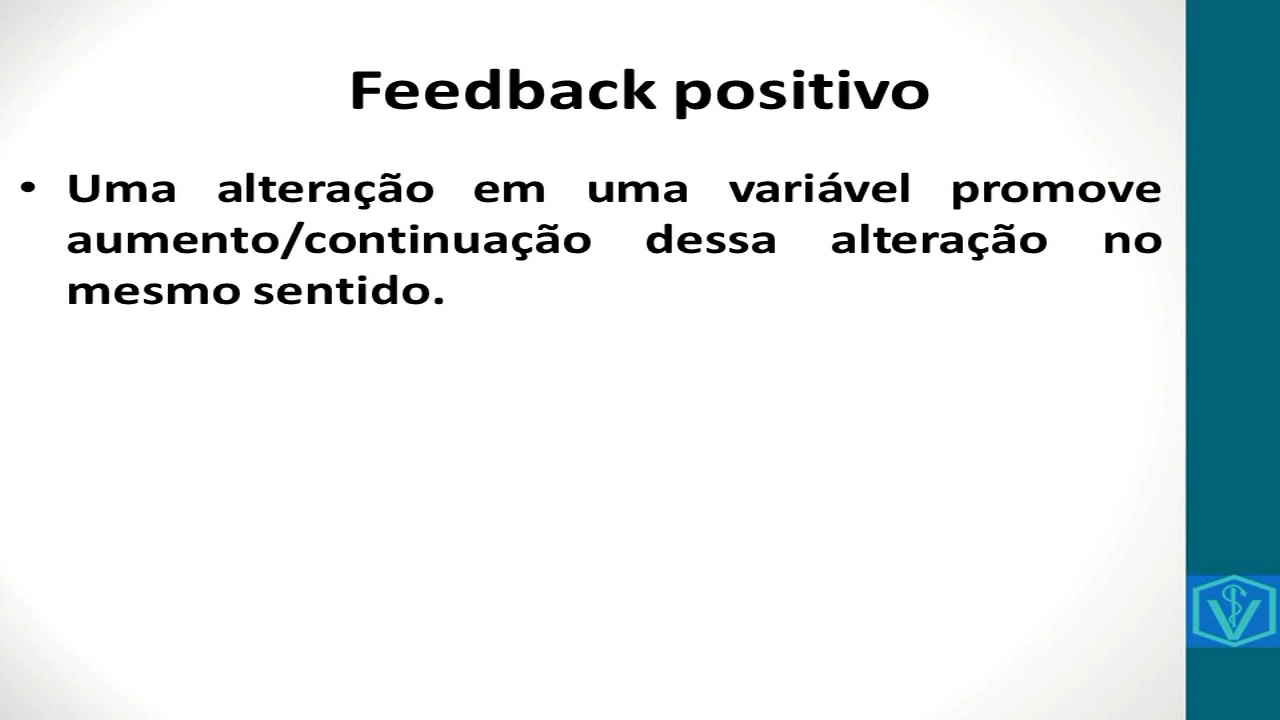 Feedback positivo
• Uma alteração em uma variável promove
aumento/continuação dessa alteração no
mesmo sentido.